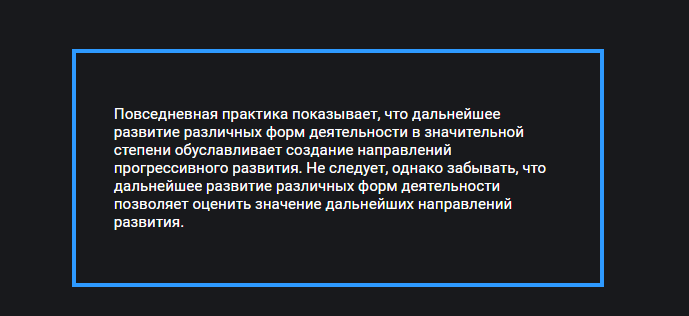 Повседневная практика показывает, что дальнейшее
развитие различных форм деятельности в значительной
степени обуславливает создание направлений
прогрессивного развития. Не следует, однако забывать, что
дальнейшее развитие различных форм деятельности
позволяет оценить значение дальнейших направлений
развития.